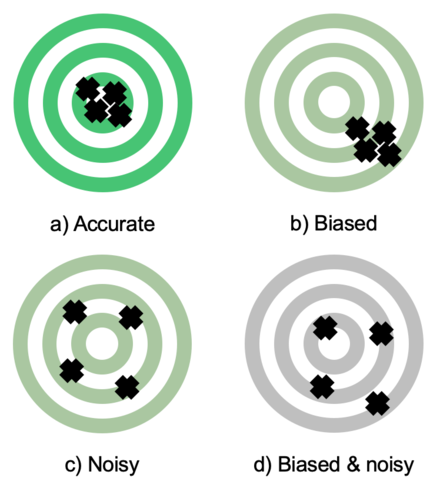 a) Accurate
b) Biased
c) Noisy
d) Biased & noisy